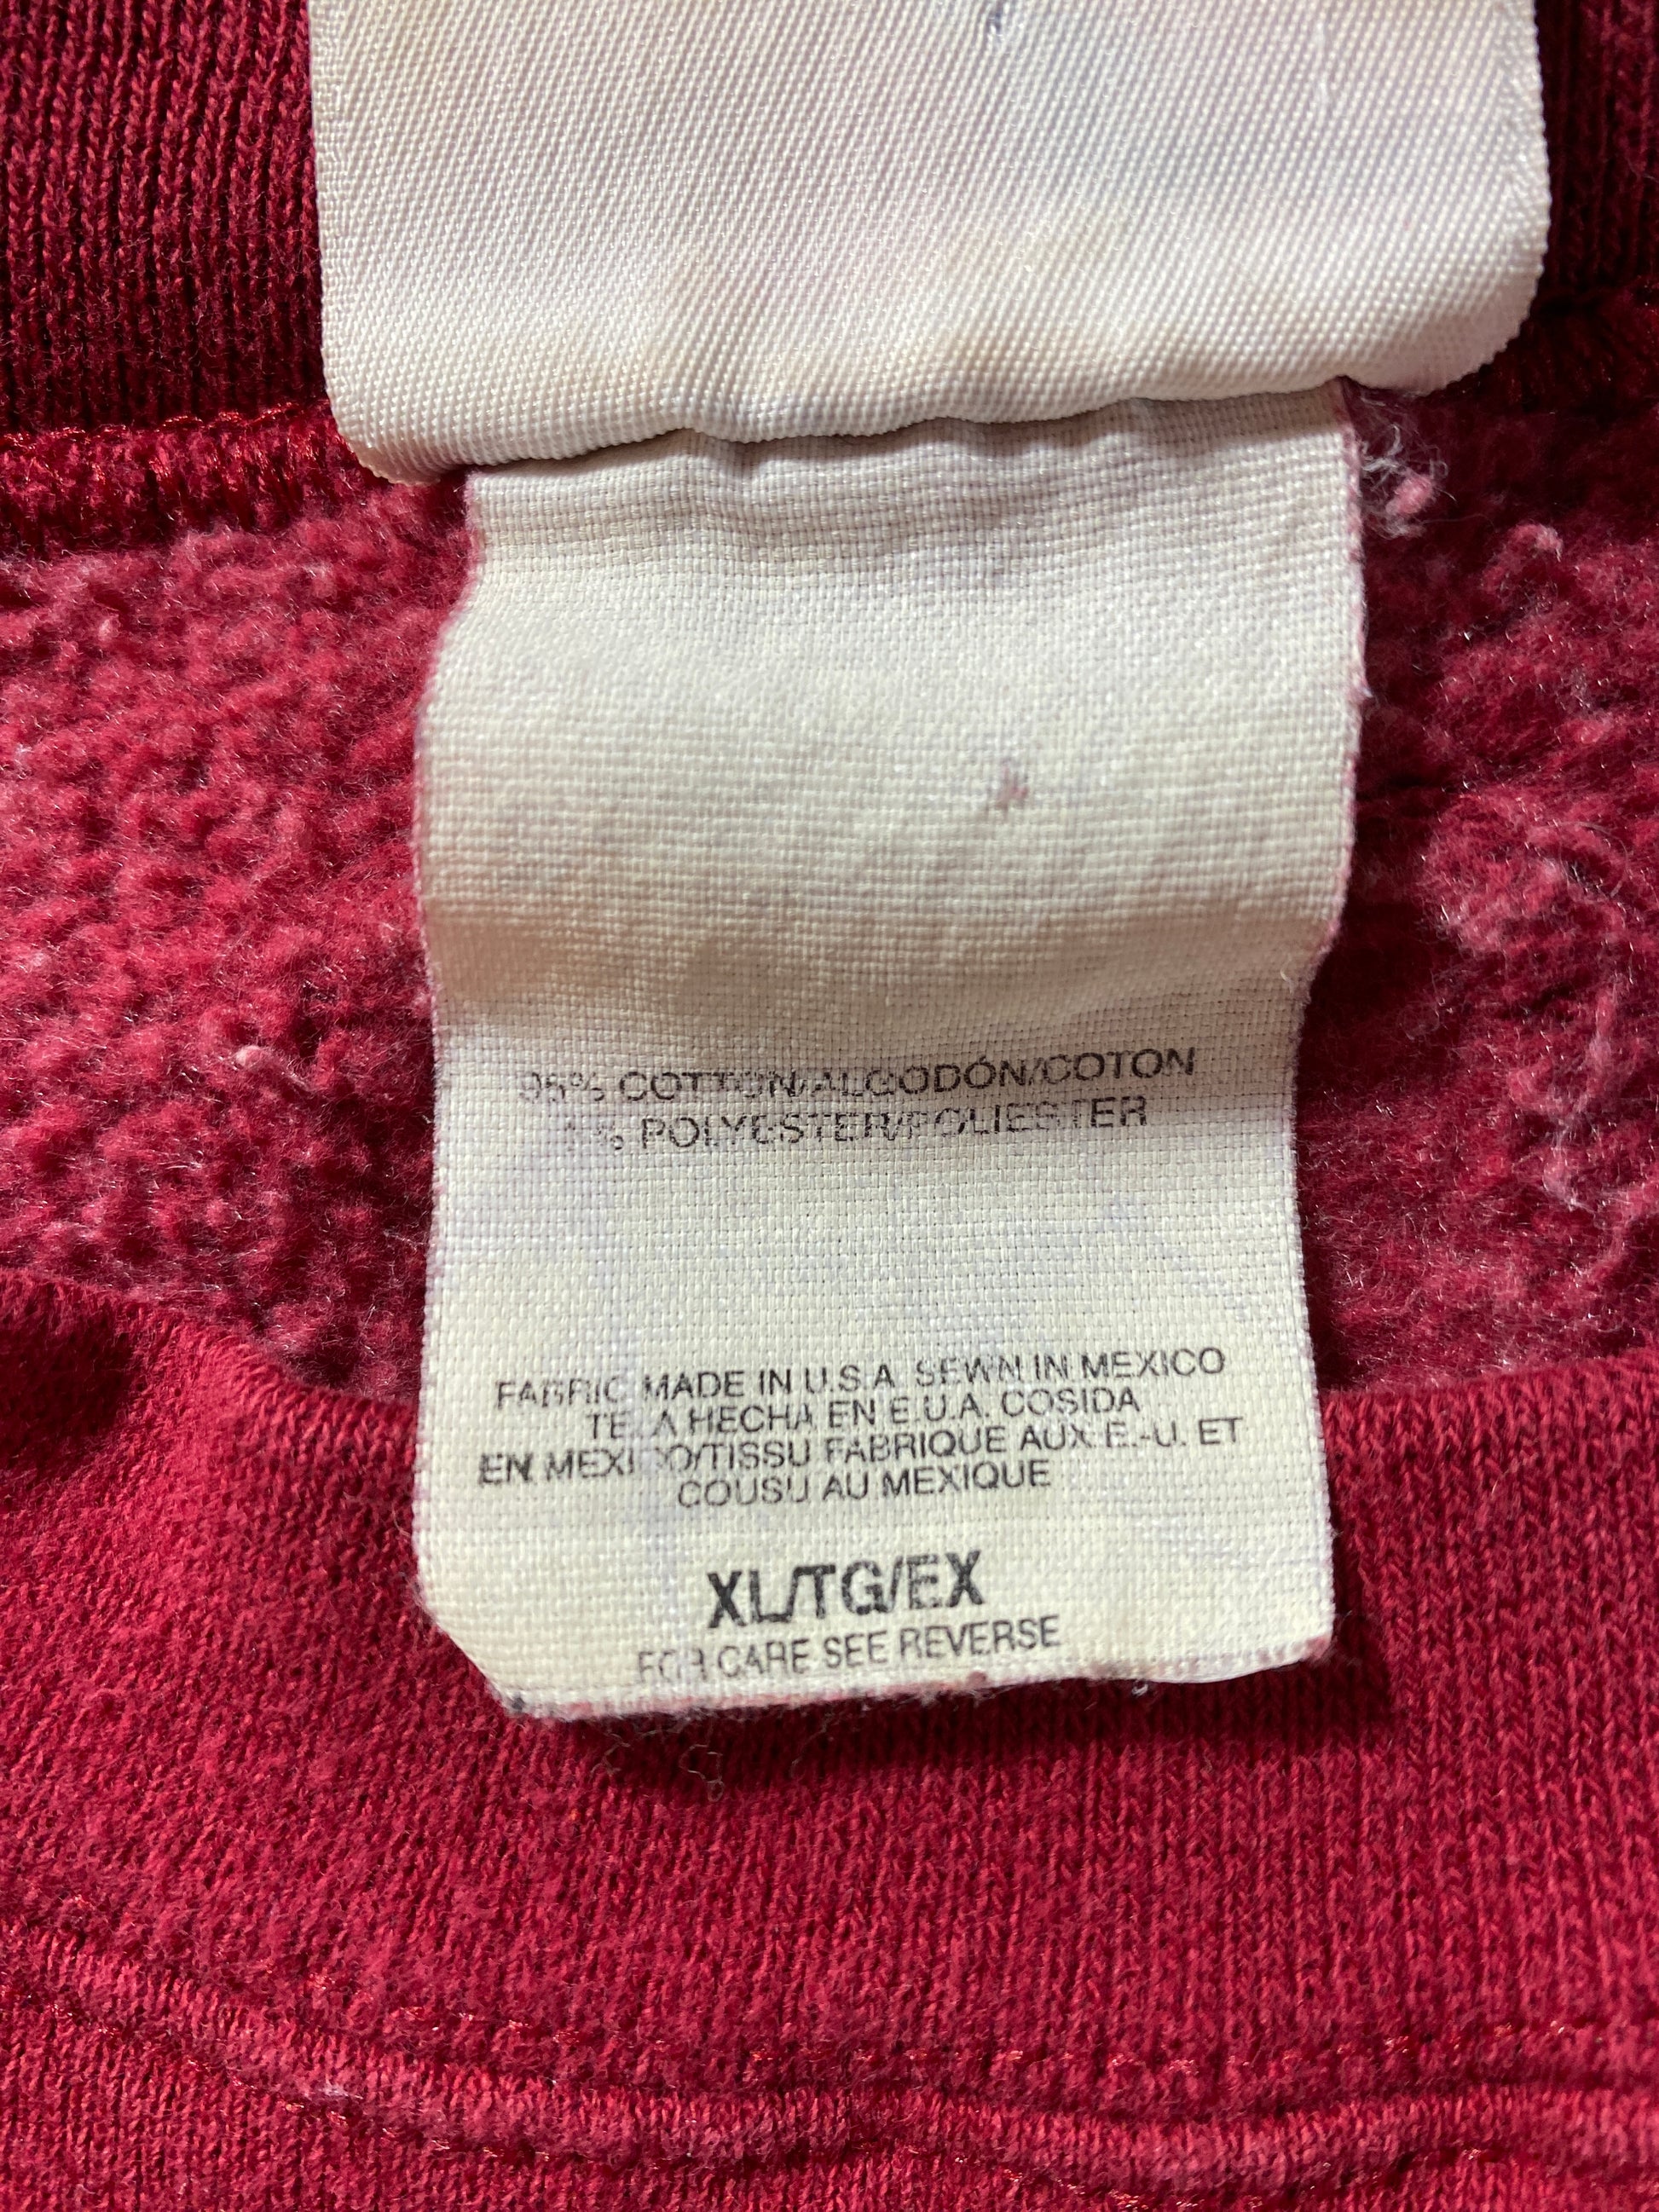 95% COTTON/ALGODÓN/COTON
% POLYESTER/POLIESTER
FABRIC MADE IN U.S.A. SEWN IN MEXICO
TELA HECHA EN E.U.A. COSIDA
EN MEXICO/TISSU FABRIQUE AUX E.-U. ET
COUSU AU MEXIQUE
XL/TG/EX
FOR CARE SEE REVERSE